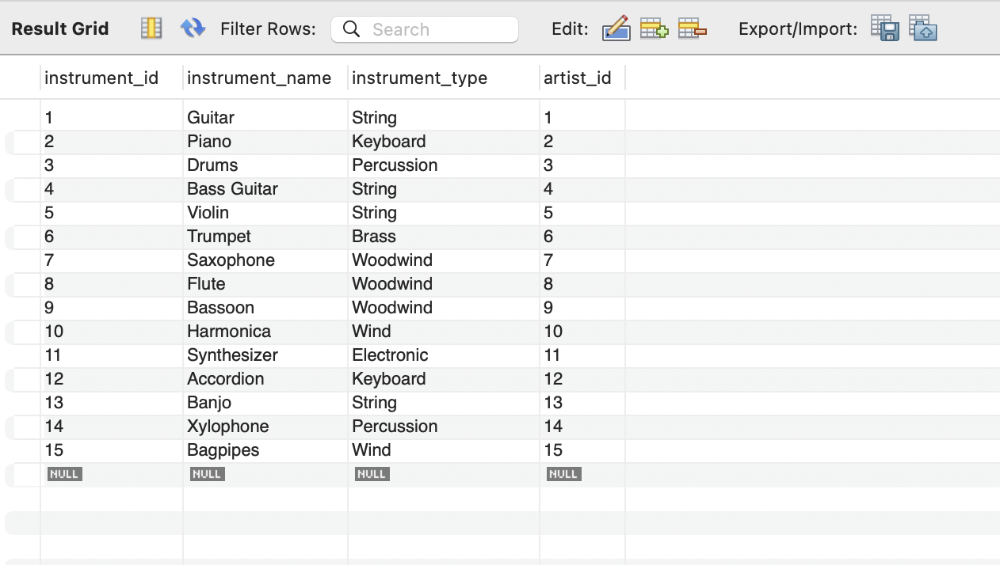 Result Grid Filter Rows: Search Edit: Export/Import:
instrument_id instrument_name instrument_type artist_id
1 Guitar String 1
2 Piano Keyboard 2
3 Drums Percussion 3
4 Bass Guitar String 4
5 Violin String 5
6 Trumpet Brass 6
7 Saxophone Woodwind 7
8 Flute Woodwind 8
9 Bassoon Woodwind 9
10 Harmonica Wind 10
11 Synthesizer Electronic 11
12 Accordion Keyboard 12
13 Banjo String 13
14 Xylophone Percussion 14
15 Bagpipes Wind 15
NULL NULL NULL NULL